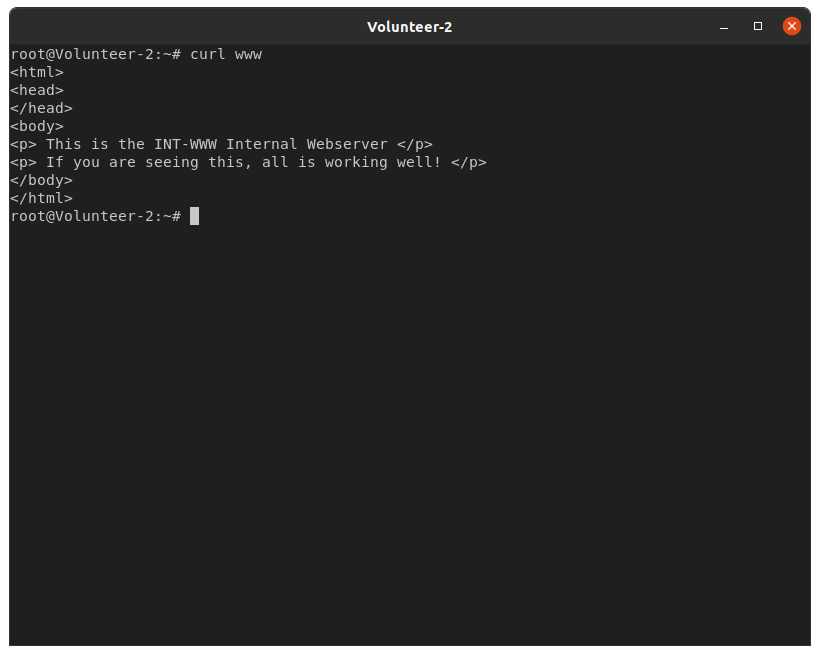 Volunteer-2
root@Volunteer-2:~# curl www
<html>
<head>
</head>
<body>
<p> This is the INT-WWW Internal Webserver </p>
<p> If you are seeing this, all is working well! </p>
</body>
</html>
root@Volunteer-2:~#